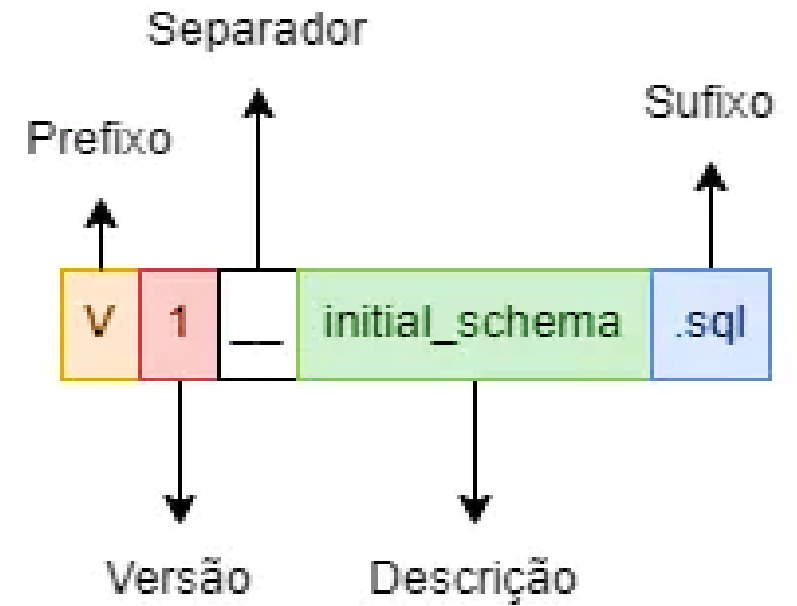 Separador
Sufixo
Prefixo
V 1 __ initial_schema .sql
Versão Descrição